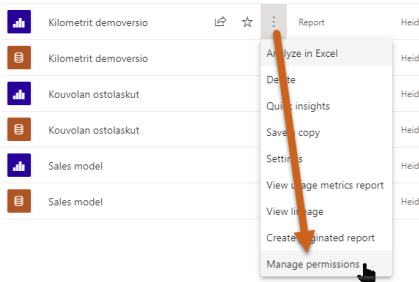 Kilometrit demoversio Report Heid
Kilometrit demoversio Heid
Kouvolan ostolaskut Heid
Kouvolan ostolaskut Heid
Sales model Heid
Sales model Heid
Analyze in Excel
Delete
Quick insights
Save a copy
Settings
View usage metrics report
View lineage
Create paginated report
Manage permissions